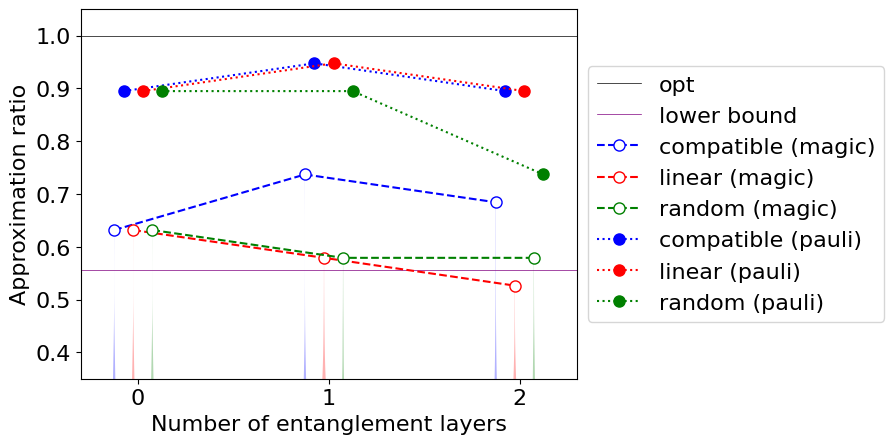 1.0
0.9
0.8
0.7
0.6
0.5
0.4
Approximation ratio
0
1
2
Number of entanglement layers
opt
lower bound
compatible (magic)
linear (magic)
random (magic)
compatible (pauli)
linear (pauli)
random (pauli)